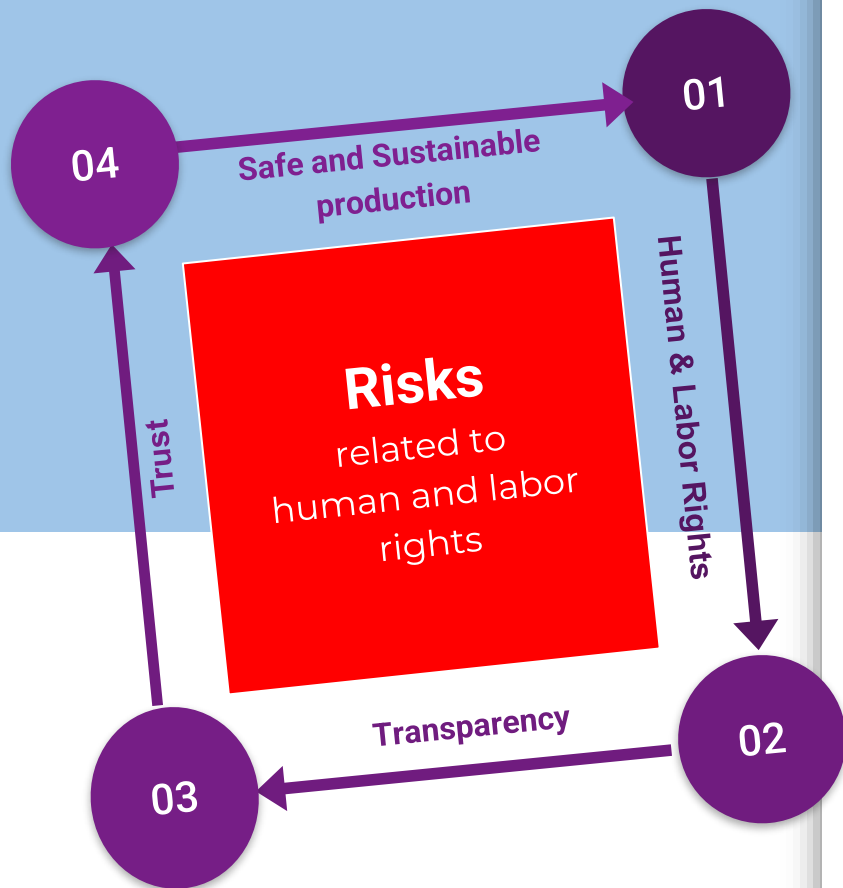 01
04
Safe and Sustainable
production
Human & Labor Rights
Risks
related to
human and labor
rights
Trust
Transparency
02
03